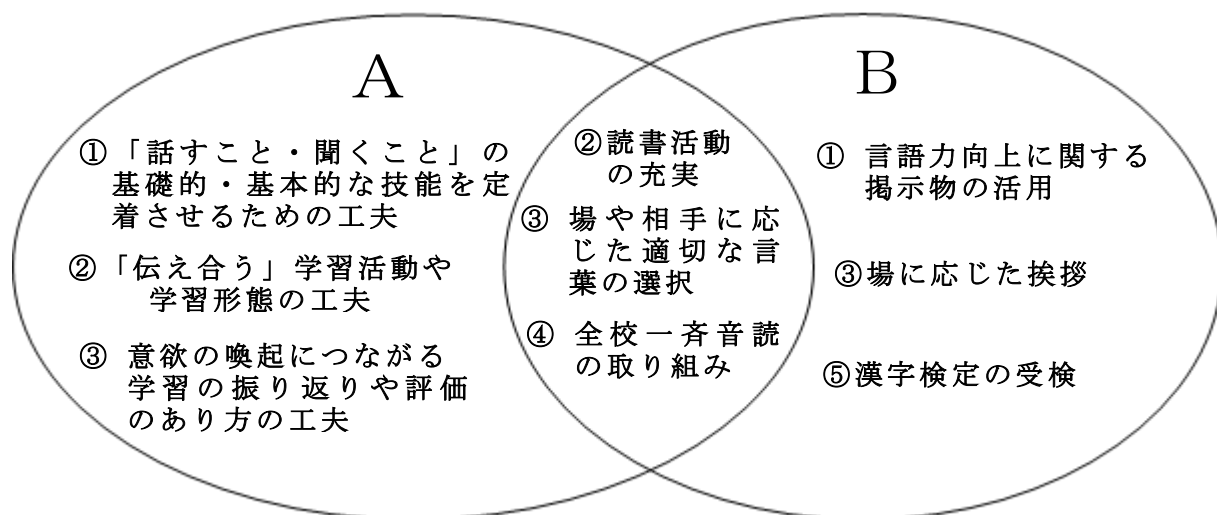 A
①「話すこと・聞くこと」の
基礎的・基本的な技能を定
着させるための工夫
②「伝え合う」学習活動や
学習形態の工夫
③ 意欲の喚起につながる
学習の振り返りや評価
のあり方の工夫
②読書活動
の充実
③ 場や相手に応
じた適切な言
葉の選択
④ 全校一斉音読
の取り組み
B
① 言語力向上に関する
掲示物の活用
③場に応じた挨拶
⑤漢字検定の受検